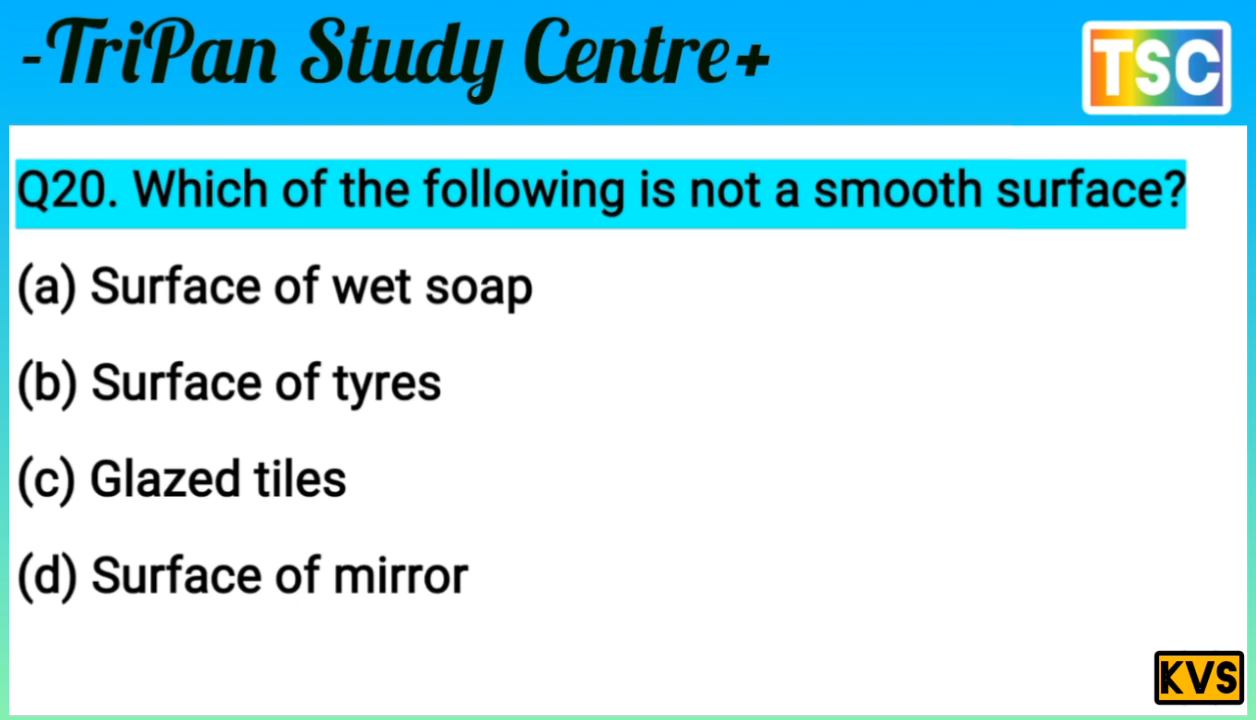 -TriPan Study Centre+
TSC
Q20. Which of the following is not a smooth surface?
(a) Surface of wet soap
(b) Surface of tyres
(c) Glazed tiles
(d) Surface of mirror
KVS